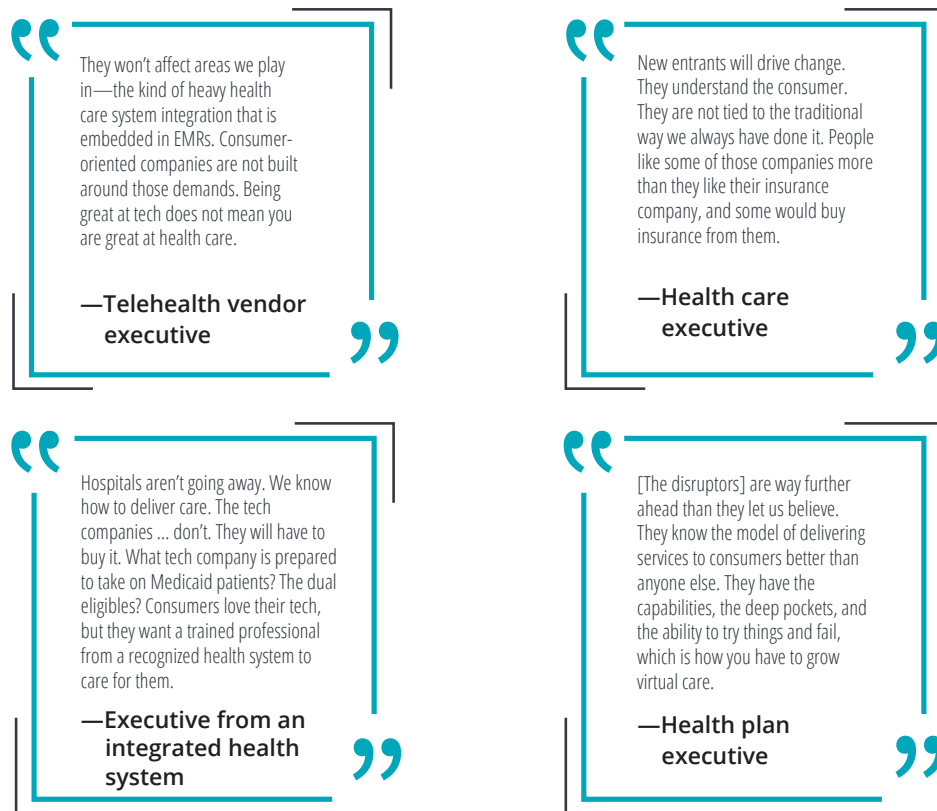 “
They won’t affect areas we play
in—the kind of heavy health
care system integration that is
embedded in EMRs. Consumer-
oriented companies are not built
around those demands. Being
great at tech does not mean you
are great at health care.
—Telehealth vendor
executive
”
“
New entrants will drive change.
They understand the consumer.
They are not tied to the traditional
way we always have done it. People
like some of those companies more
than they like their insurance
company, and some would buy
insurance from them.
—Health care
executive
”
“
Hospitals aren’t going away. We know
how to deliver care. The tech
companies ... don’t. They will have to
buy it. What tech company is prepared
to take on Medicaid patients? The dual
eligibles? Consumers love their tech,
but they want a trained professional
from a recognized health system to
care for them.
—Executive from an
integrated health
system
”
“
[The disruptors] are way further
ahead than they let us believe.
They know the model of delivering
services to consumers better than
anyone else. They have the
capabilities, the deep pockets, and
the ability to try things and fail,
which is how you have to grow
virtual care.
—Health plan
executive
”